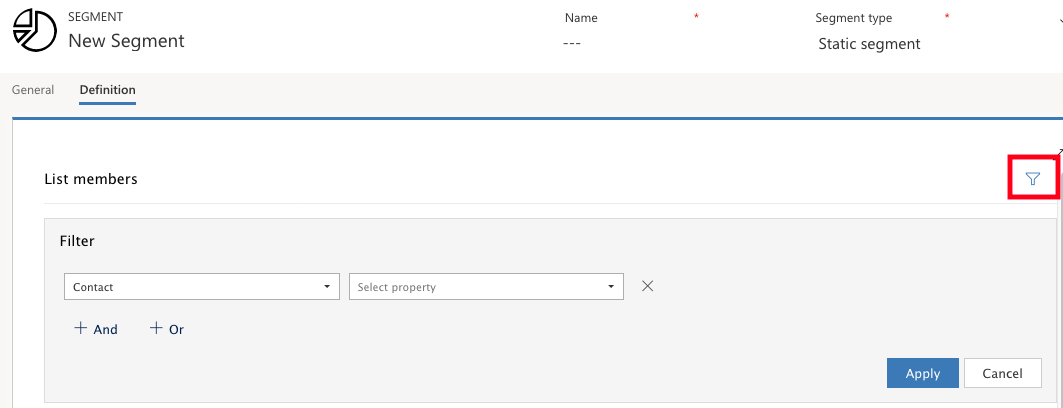 SEGMENT
New Segment
Name *
---
Segment type *
Static segment
General Definition
List members
Filter
Contact Select property
And Or
Apply Cancel